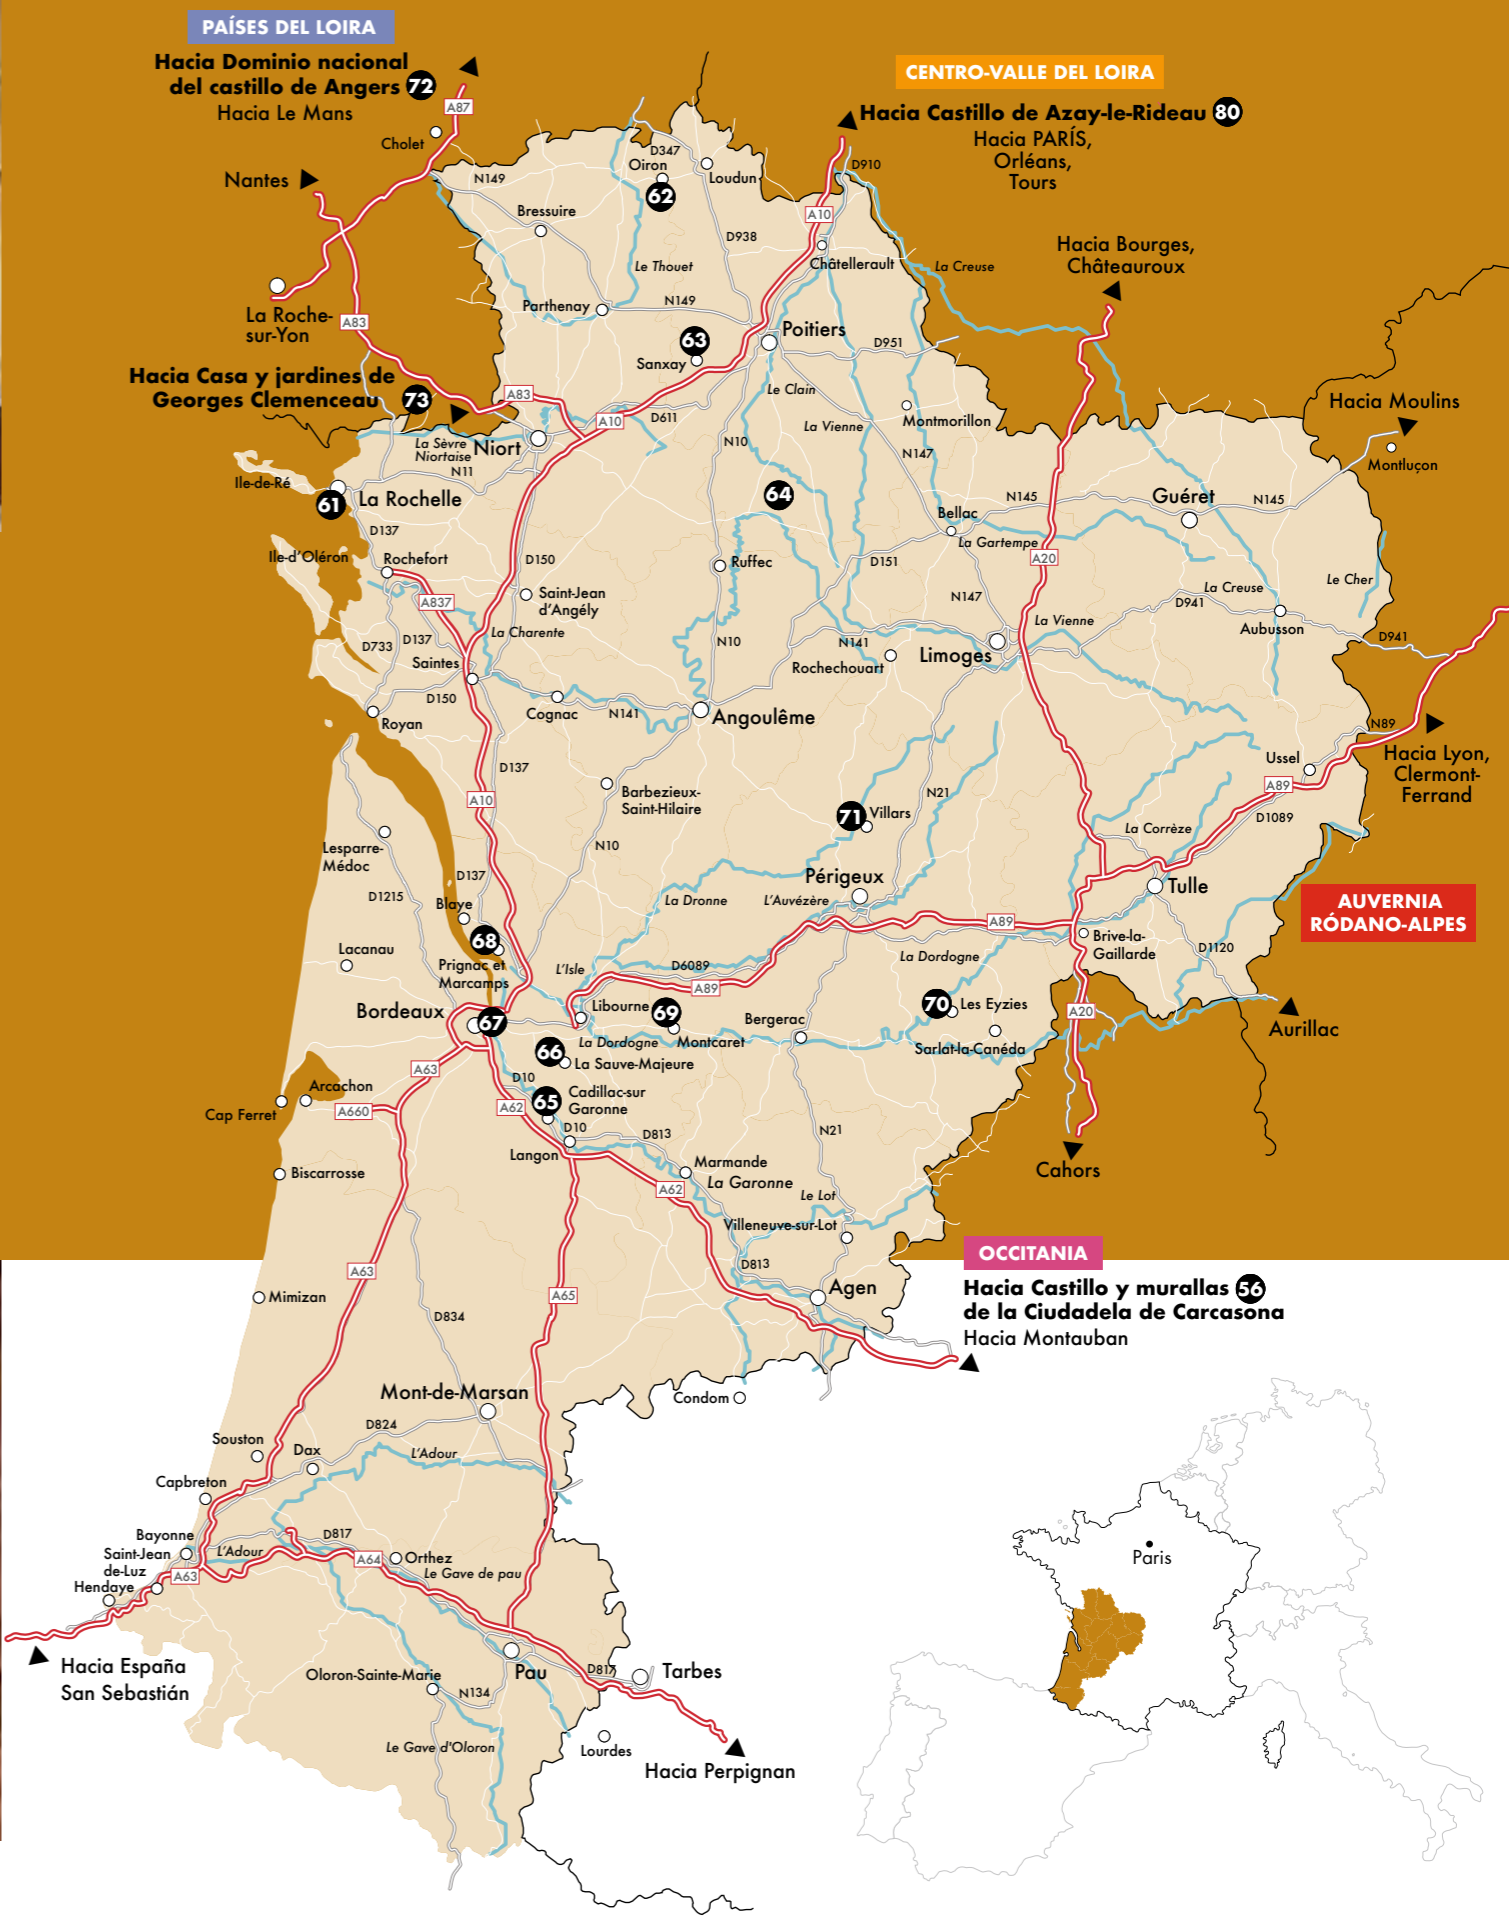 PAÍSES DEL LOIRA
Hacia Dominio nacional
del castillo de Angers 72
Hacia Le Mans
A87
Cholet
Nantes
CENTRO-VALLE DEL LOIRA
Hacia Castillo de Azay-le-Rideau 80
Hacia PARÍS,
Orléans,
Tours
D910
D347
Oiron
62
Loudun
N149
Bressuire
A10
D938
Châtellerault
La Creuse
Hacia Bourges,
Châteauroux
Le Thouet
La Roche-
sur-Yon
A83
Parthenay
N149
Poitiers
63
Sanxay
D951
Hacia Casa y jardines de
Georges Clemenceau 73
A83
A10
D611
Le Clain
La Vienne
Montmorillon
Hacia Moulins
Montluçon
La Sèvre
Niortaise
Niort
N11
N10
N147
Ile-de-Ré
61
La Rochelle
64
N145
Guéret
N145
Bellac
La Gartempe
D137
Ile-d'Oléron
Rochefort
D150
Ruffec
D151
A20
A837
Saint-Jean
d'Angély
N147
La Creuse
D941
Le Cher
Aubusson
La Vienne
D941
D733
D137
La Charente
Saintes
N10
N141
Rochechouart
Limoges
D150
Royan
Cognac
N141
Angoulême
N89
Hacia Lyon,
Clermont-
Ferrand
Ussel
A89
D1089
D137
A10
Barbezieux-
Saint-Hilaire
N21
71
Villars
La Corrèze
Lesparre-
Médoc
N10
D137
D1215
Périgueux
Tulle
AUVERNIA
RÓDANO-ALPES
Blaye
La Dronne
L'Auvézère
A89
68
Brive-la-
Gaillarde
D1120
Lacanau
Prignac et
Marcamps
L'Isle
D6089
A89
La Dordogne
Bordeaux
67
Libourne
69
Montcaret
Bergerac
70
Les Eyzies
Sarlat-la-Canéda
A20
Aurillac
66
La Dordogne
La Sauve-Majeure
A63
D10
Arcachon
A660
Cap Ferret
65
Cadillac-sur
Garonne
A62
D10
Langon
D813
N21
Cahors
Biscarrosse
Marmande
La Garonne
A62
Le Lot
Villeneuve-sur-Lot
D813
Agen
OCCITANIA
Hacia Castillo y murallas 56
de la Ciudadela de Carcasona
Hacia Montauban
A63
Mimizan
A65
D834
Mont-de-Marsan
Condom
D824
Souston
Dax
L'Adour
Capbreton
Bayonne
Saint-Jean
de-Luz
Hendaye
A63
L'Adour
D817
A64
Orthez
Le Gave de pau
Paris
Hacia España
San Sebastián
Oloron-Sainte-Marie
N134
Pau
D817
Tarbes
Le Gave d'Oloron
Lourdes
Hacia Perpignan